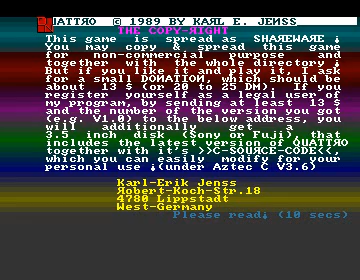 QUATTRO © 1989 BY KARL E. JENSS
THE COPY-RIGHT
This game is spread as SHAREWARE !
You may copy & spread this game
for non-commercial purpose and
together with the whole directory !
But if you like it and play it, I ask
for a small DONATION, which should be
about 13 $ (or 20 to 25 DM). If you
register yourself as a legal user of
my program, by sending at least 13 $
and the number of the version you got
(e.g. V1.0) to the below address, you
will additionally get a
3.5 inch disk (Sony or Fuji), that
includes the latest version of QUATTRO
together with it's >>C-SOURCE-CODE<<,
which you can easily modify for your
personal use !(under Aztec C V3.6)
Karl-Erik Jenss
Robert-Koch-Str.18
4780 Lippstadt
West-Germany
Please read! (10 secs)